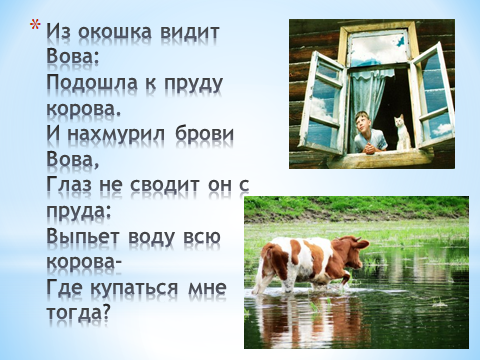 * Из окошка видит
Вова:
Подошла к пруду
корова.
И нахмурил брови
Вова,
Глаз не сводит он с
пруда:
Выпьет воду всю
корова-
Где купаться мне
тогда?